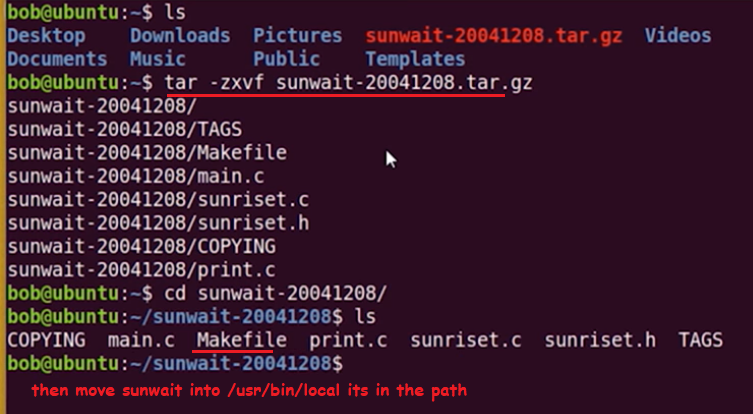 bob@ubuntu:~$ ls
Desktop Downloads Pictures sunwait-20041208.tar.gz Videos
Documents Music Public Templates
bob@ubuntu:~$ tar -zxvf sunwait-20041208.tar.gz
sunwait-20041208/
sunwait-20041208/TAGS
sunwait-20041208/Makefile
sunwait-20041208/main.c
sunwait-20041208/sunriset.c
sunwait-20041208/sunriset.h
sunwait-20041208/COPYING
sunwait-20041208/print.c
bob@ubuntu:~$ cd sunwait-20041208/
bob@ubuntu:~/sunwait-20041208$ ls
COPYING main.c Makefile print.c sunriset.c sunriset.h TAGS
bob@ubuntu:~/sunwait-20041208$
then move sunwait into /usr/bin/local its in the path